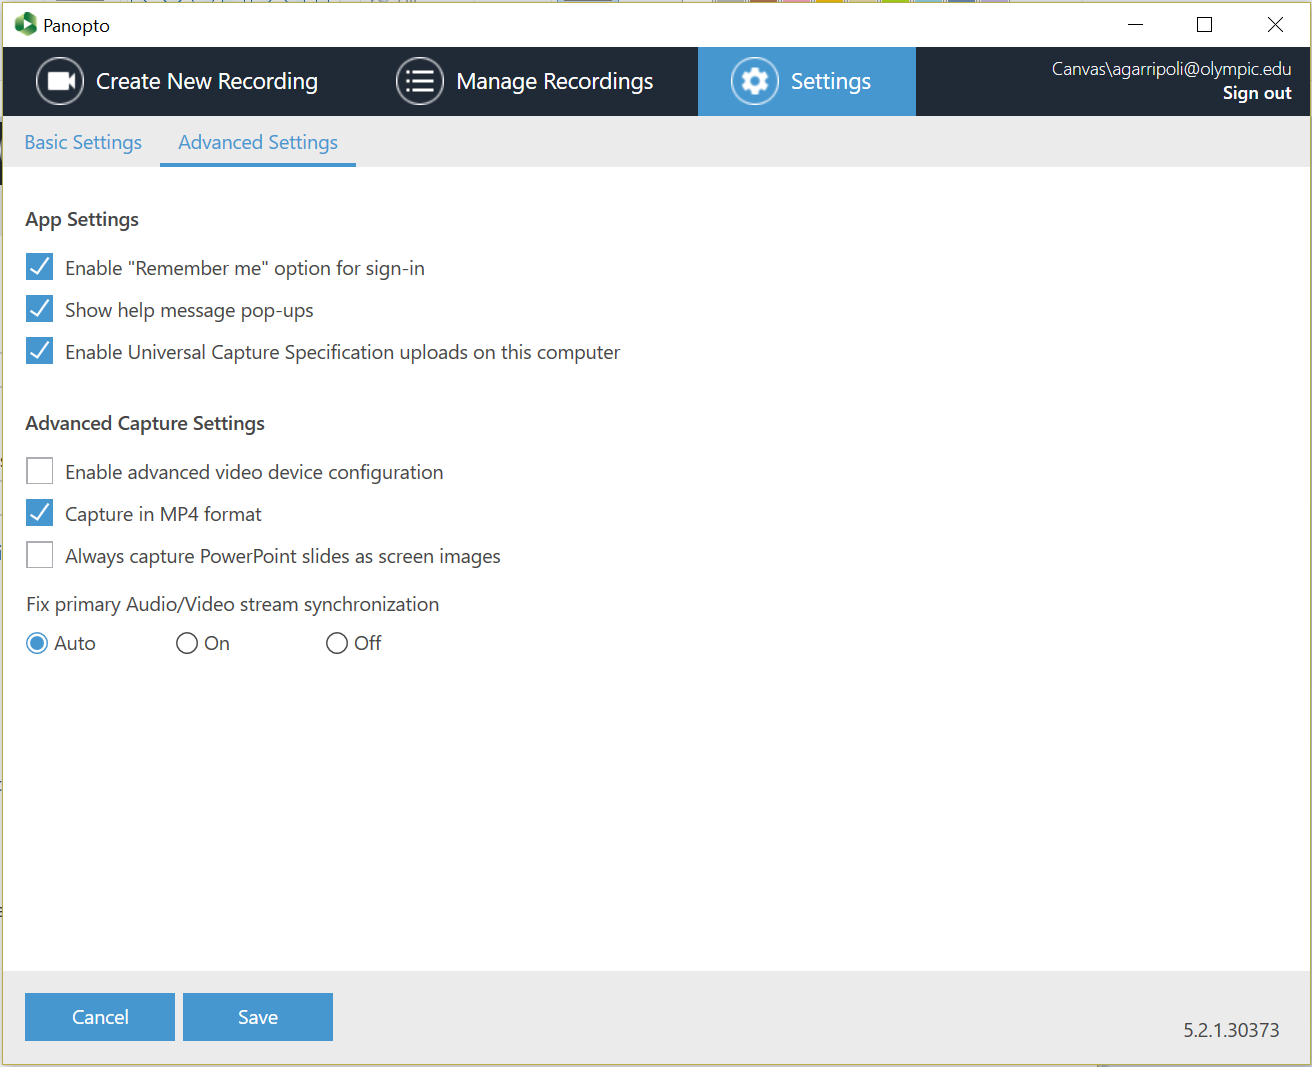 Panopto
Create New Recording
Manage Recordings
Settings
Canvas\agarripoli@olympic.edu
Sign out
Basic Settings
Advanced Settings
App Settings
Enable "Remember me" option for sign-in
Show help message pop-ups
Enable Universal Capture Specification uploads on this computer
Advanced Capture Settings
Enable advanced video device configuration
Capture in MP4 format
Always capture PowerPoint slides as screen images
Fix primary Audio/Video stream synchronization
Auto
On
Off
Cancel
Save
5.2.1.30373